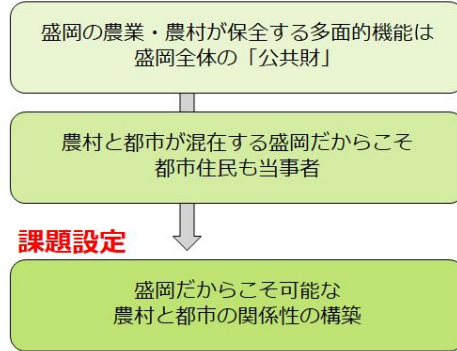 盛岡の農業・農村が保全する多面的機能は
盛岡全体の「公共財」
農村と都市が混在する盛岡だからこそ
都市住民も当事者
課題設定
盛岡だからこそ可能な
農村と都市の関係性の構築